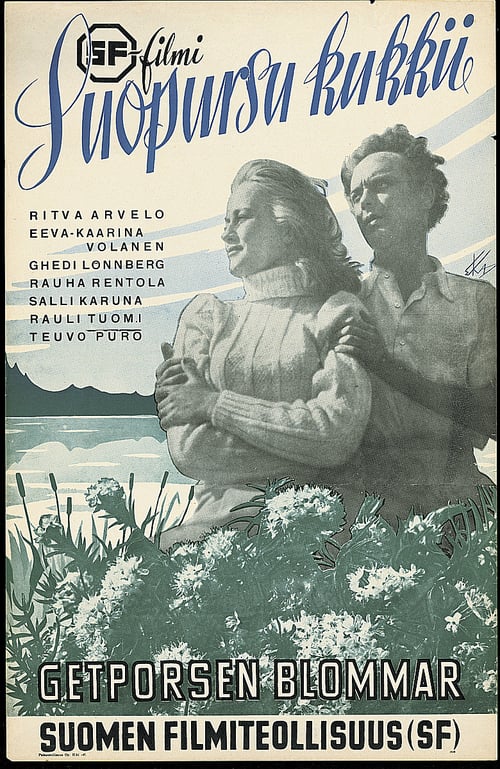 SF-filmi
Suopursu kukkii
RITVA ARVELO
EEVA-KAARINA
VOLANEN
GHEDI LÖNNBERG
RAUHA RENTOLA
SALLI KARUNA
RAULI TUOMI
TEUVO PURO
GETPORSEN BLOMMAR
SUOMEN FILMITEOLLISUUS (SF)